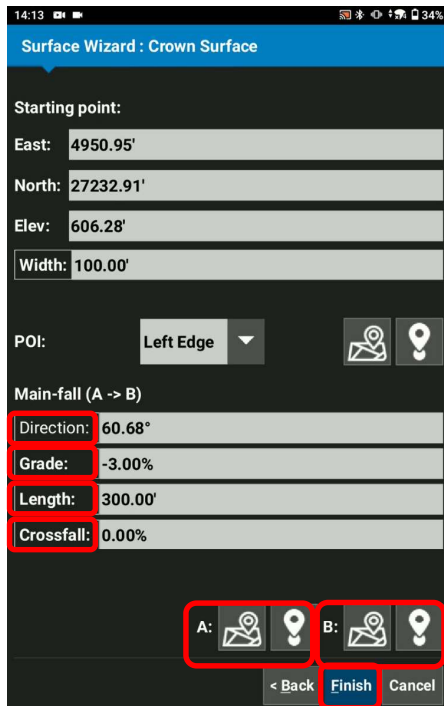 14:13 34%
Surface Wizard : Crown Surface
Starting point:
East: 4950.95'
North: 27232.91'
Elev: 606.28'
Width: 100.00'
POI: Left Edge
Main-fall (A -> B)
Direction: 60.68°
Grade: -3.00%
Length: 300.00'
Crossfall: 0.00%
A: B:
< Back Finish Cancel